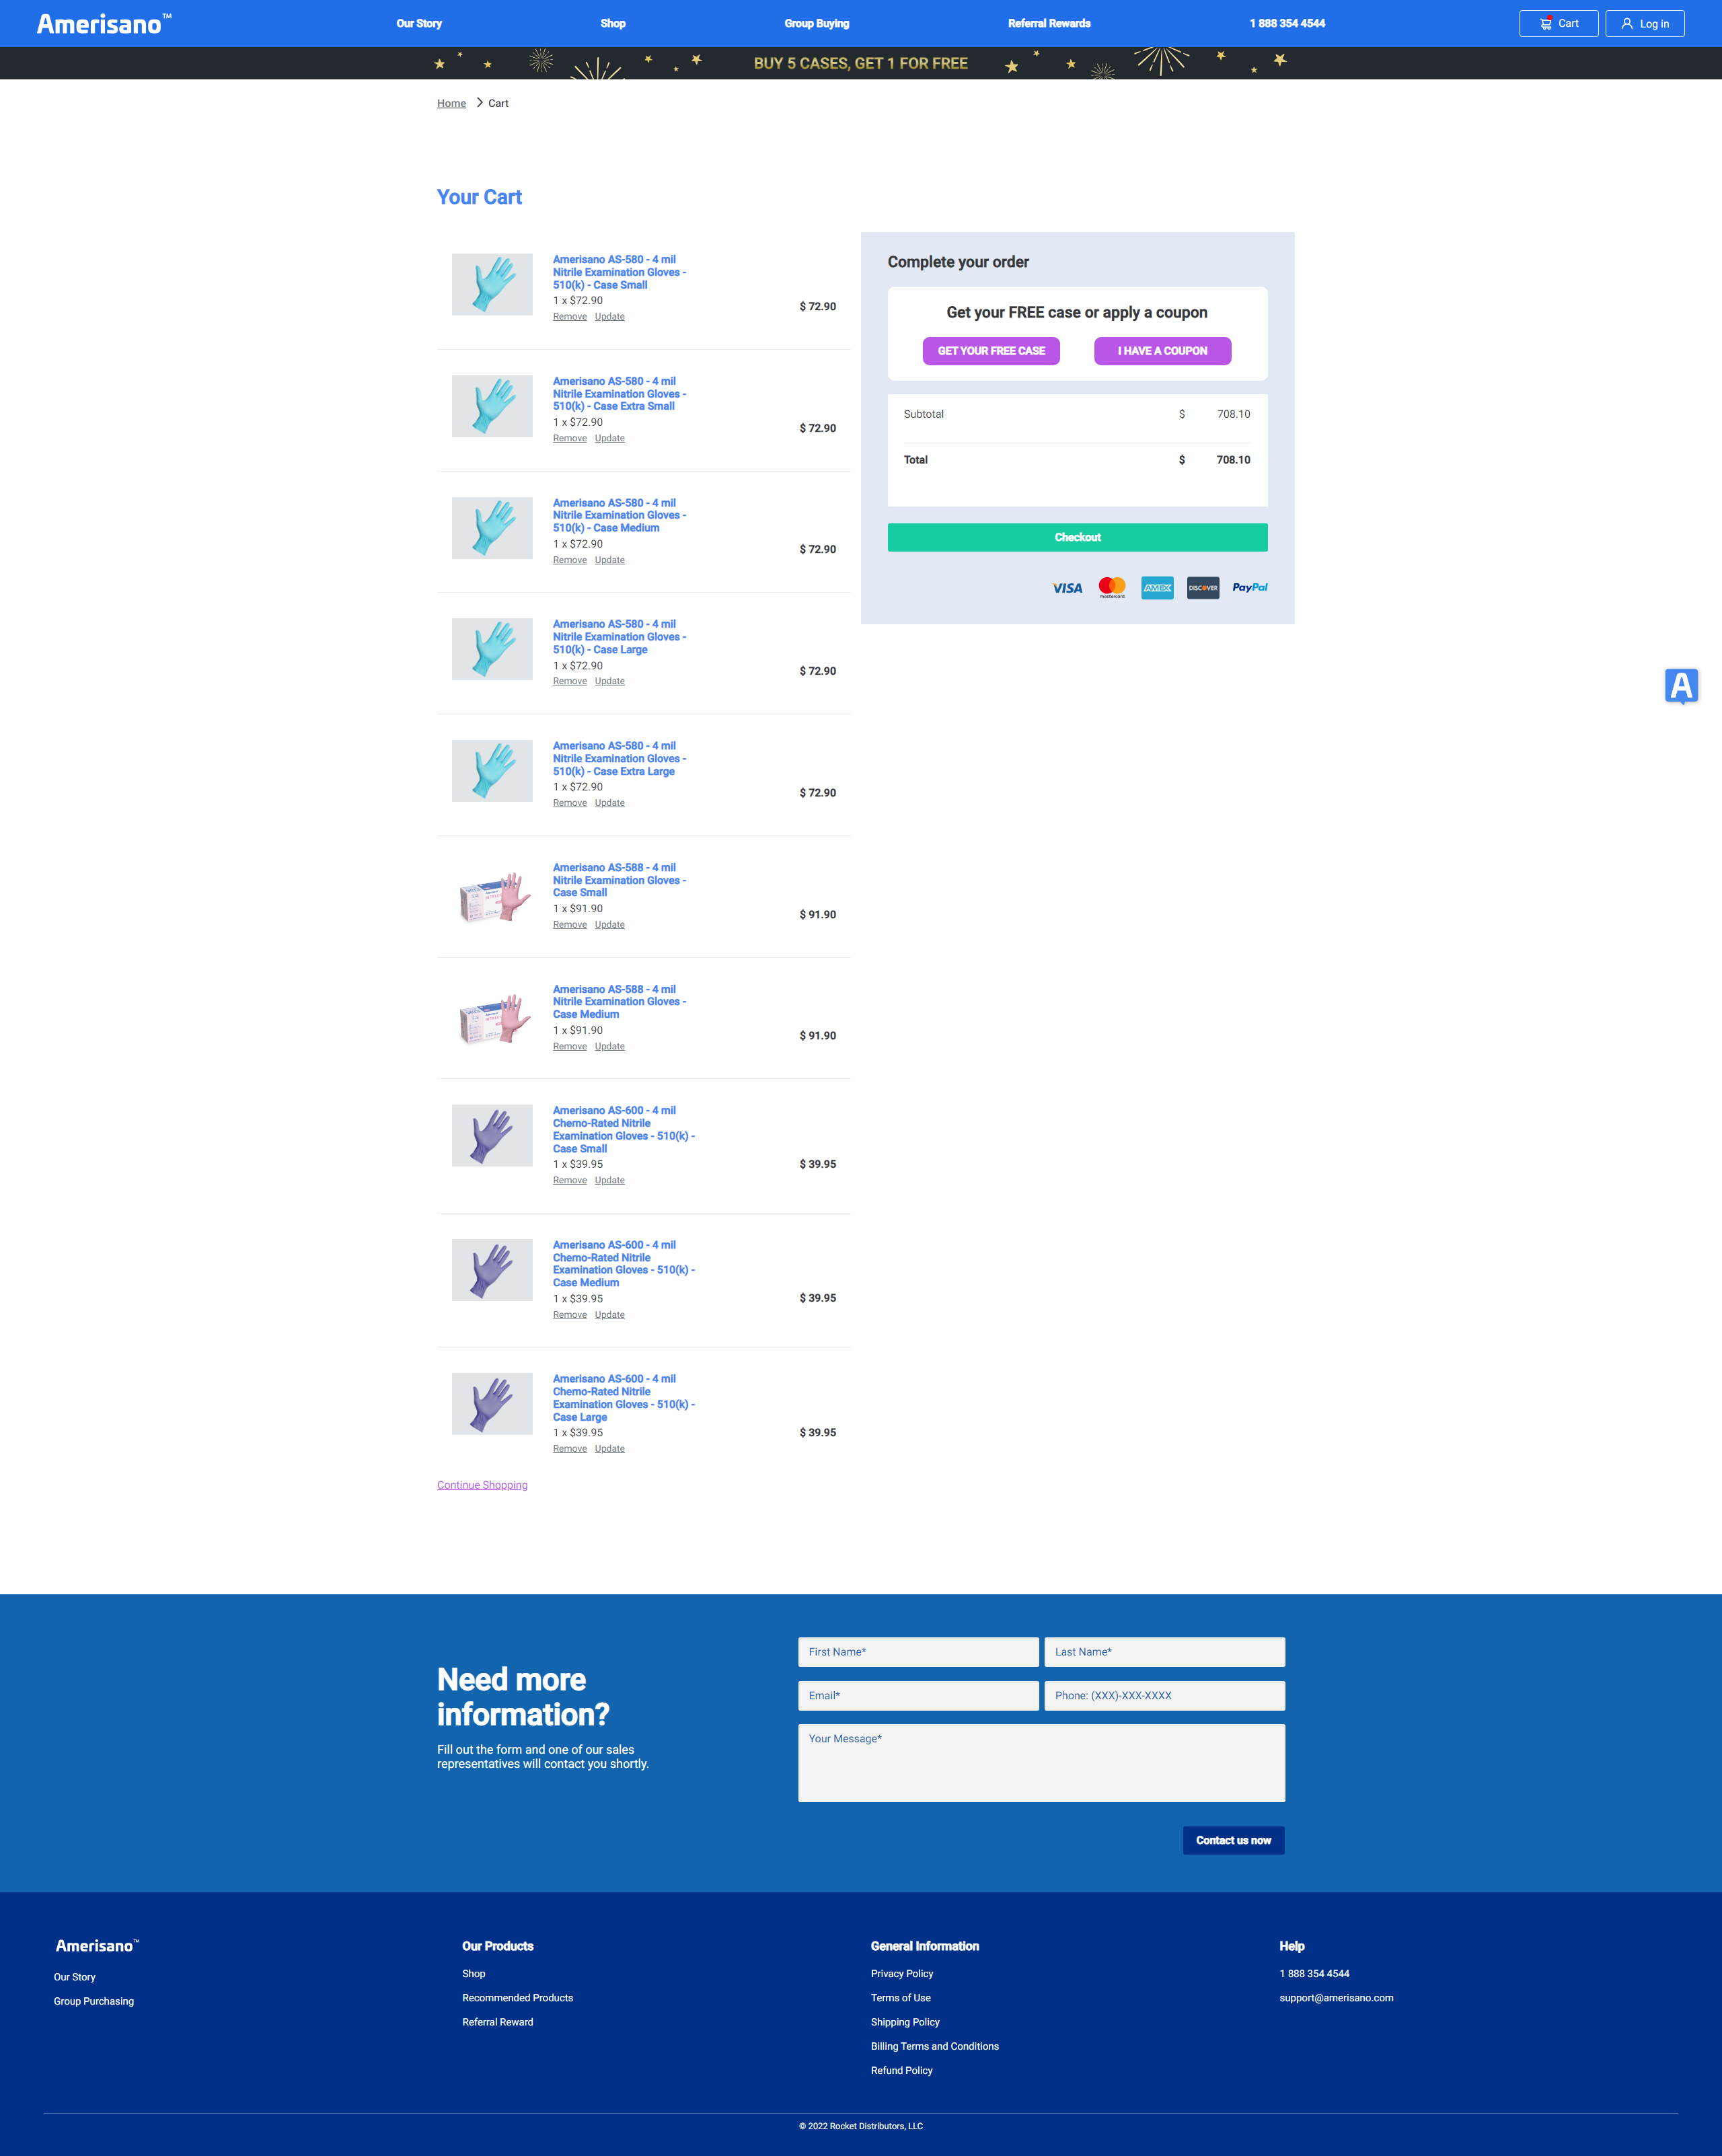 Amerisano™
Our Story
Shop
Group Buying
Referral Rewards
1 888 354 4544
Cart
Log in
BUY 5 CASES, GET 1 FOR FREE
Home > Cart
Your Cart
Amerisano AS-580 - 4 mil
Nitrile Examination Gloves -
510(k) - Case Small
1 x $72.90
Remove Update
$ 72.90
Amerisano AS-580 - 4 mil
Nitrile Examination Gloves -
510(k) - Case Extra Small
1 x $72.90
Remove Update
$ 72.90
Amerisano AS-580 - 4 mil
Nitrile Examination Gloves -
510(k) - Case Medium
1 x $72.90
Remove Update
$ 72.90
Amerisano AS-580 - 4 mil
Nitrile Examination Gloves -
510(k) - Case Large
1 x $72.90
Remove Update
$ 72.90
Amerisano AS-580 - 4 mil
Nitrile Examination Gloves -
510(k) - Case Extra Large
1 x $72.90
Remove Update
$ 72.90
Amerisano AS-588 - 4 mil
Nitrile Examination Gloves -
Case Small
1 x $91.90
Remove Update
$ 91.90
Amerisano AS-588 - 4 mil
Nitrile Examination Gloves -
Case Medium
1 x $91.90
Remove Update
$ 91.90
Amerisano AS-600 - 4 mil
Chemo-Rated Nitrile
Examination Gloves - 510(k) -
Case Small
1 x $39.95
Remove Update
$ 39.95
Amerisano AS-600 - 4 mil
Chemo-Rated Nitrile
Examination Gloves - 510(k) -
Case Medium
1 x $39.95
Remove Update
$ 39.95
Amerisano AS-600 - 4 mil
Chemo-Rated Nitrile
Examination Gloves - 510(k) -
Case Large
1 x $39.95
Remove Update
$ 39.95
Continue Shopping
Complete your order
Get your FREE case or apply a coupon
GET YOUR FREE CASE
I HAVE A COUPON
Subtotal $ 708.10
Total $ 708.10
Checkout
VISA
mastercard
AMEX
DISCOVER
PayPal
A
Need more
information?
Fill out the form and one of our sales
representatives will contact you shortly.
First Name*
Last Name*
Email*
Phone: (XXX)-XXX-XXXX
Your Message*
Contact us now
Amerisano™
Our Story
Group Purchasing
Our Products
Shop
Recommended Products
Referral Reward
General Information
Privacy Policy
Terms of Use
Shipping Policy
Billing Terms and Conditions
Refund Policy
Help
1 888 354 4544
support@amerisano.com
© 2022 Rocket Distributors, LLC